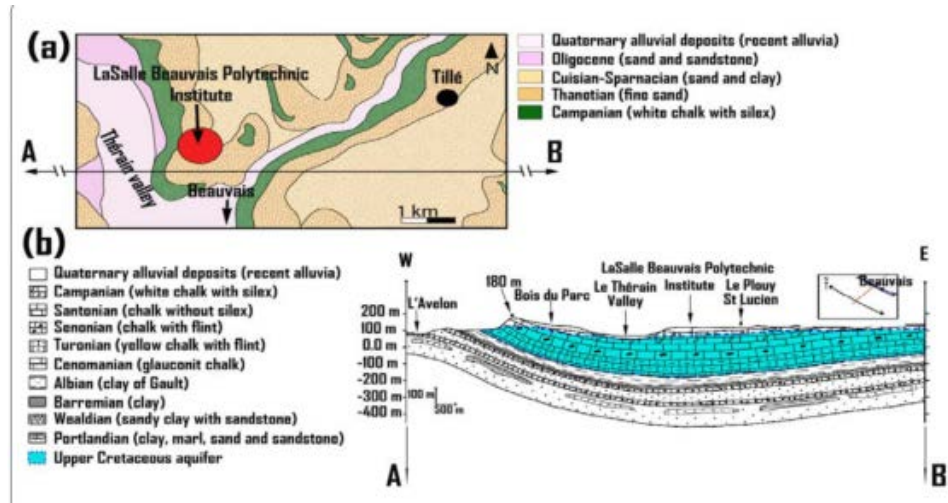 (a)
LaSalle Beauvais Polytechnic
Institute
Tillé
N
A
B
Thérain valley
Beauvais
1 km
Quaternary alluvial deposits (recent alluvia)
Oligocene (sand and sandstone)
Cuisian-Sparnacian (sand and clay)
Thanotian (fino sand)
Campanian (white chalk with silex)
(b)
Quaternary alluvial deposits (recent alluvia)
Campanian (white chalk with silex)
Santonian (chalk without silex)
Senonian (chalk with flint)
Turonian (yellow chalk with flint)
Cenomanian (glauconit chalk)
Albian (clay of Gault)
Barremian (clay)
Wealdian (sandy clay with sandstone)
Portlandian (clay, marl, sand and sandstone)
Upper Cretaceous aquifer
W
E
180 m
L'Avelon
Bois du Parc
Le Thérain
Valley
LaSalle Beauvais Polytechnic
Institute
Le Plouy
St Lucien
Beauvais
200 m
100 m
0.0 m
-100 m
-200 m
-300 m
-400 m
100 m
500 m
A
B